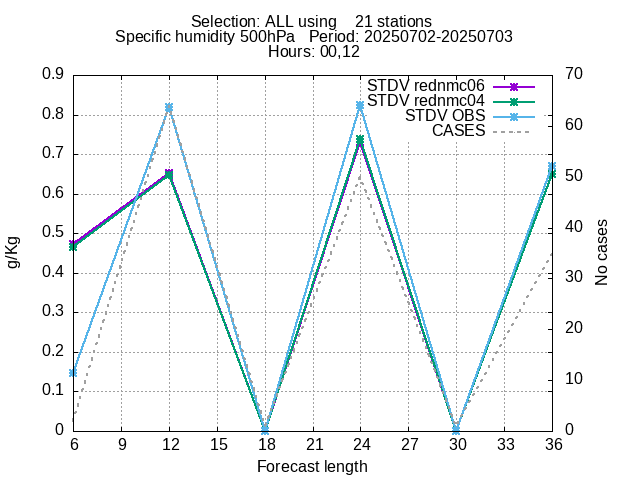 Selection: ALL using    21 stations
Specific humidity 500hPa   Period: 20250702-20250703
Hours: 00,12
STDV rednmc06
STDV rednmc04
STDV OBS
CASES
0.9
0.8
0.7
0.6
0.5
0.4
0.3
0.2
0.1
0
g/Kg
70
60
50
40
30
20
10
0
No cases
6 9 12 15 18 21 24 27 30 33 36
Forecast length